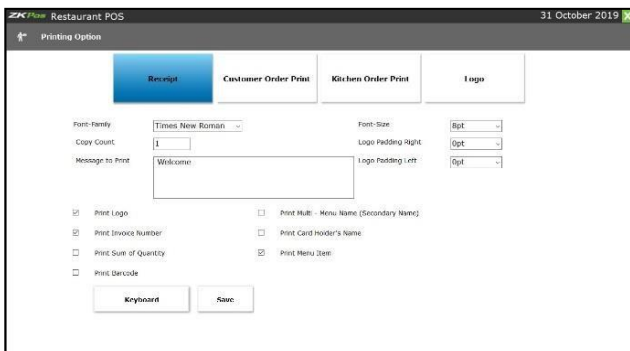 ZKPos Restaurant POS 31 October 2019 X
Printing Option
Receipt Customer Order Print Kitchen Order Print Logo
Font-Family Times New Roman Font-Size 8pt
Copy Count 1 Logo Padding Right 0pt
Message to Print Welcome Logo Padding Left 0pt
Print Logo Print Multi - Menu Name (Secondary Name)
Print Invoice Number Print Card Holder's Name
Print Sum of Quantity Print Menu Item
Print Barcode
Keyboard Save